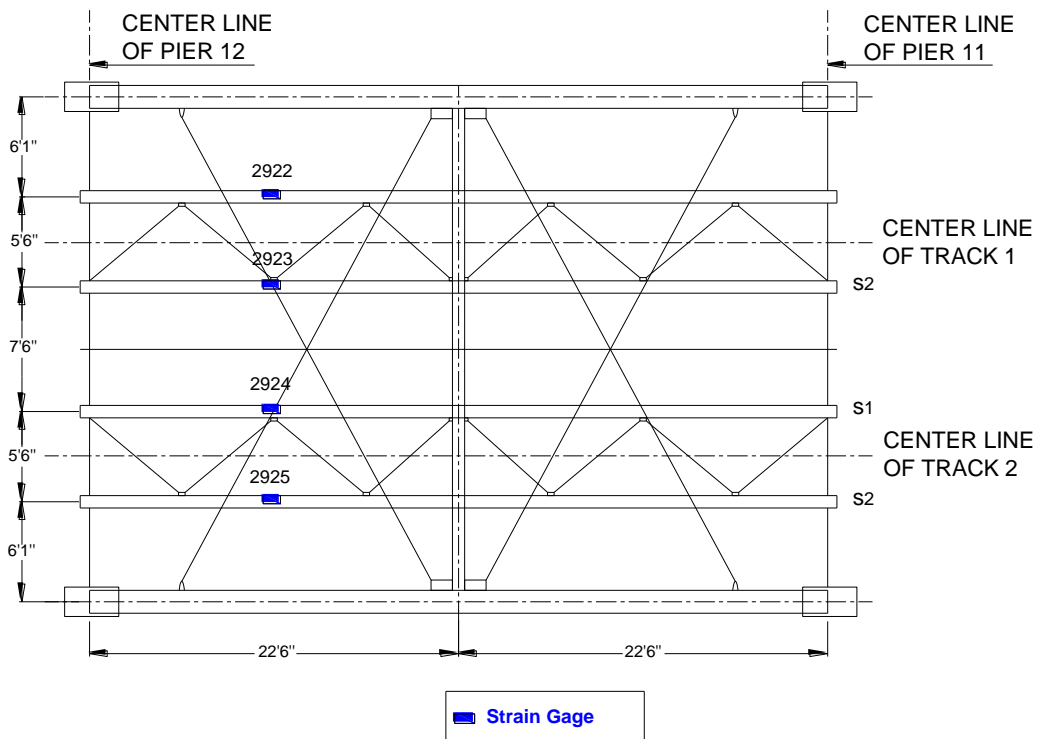 CENTER LINE
OF PIER 12
CENTER LINE
OF PIER 11
6'1"
2922
5'6"
CENTER LINE
OF TRACK 1
2923
S2
7'6"
2924
S1
5'6"
CENTER LINE
OF TRACK 2
2925
S2
6'1"
22'6"
22'6"
Strain Gage